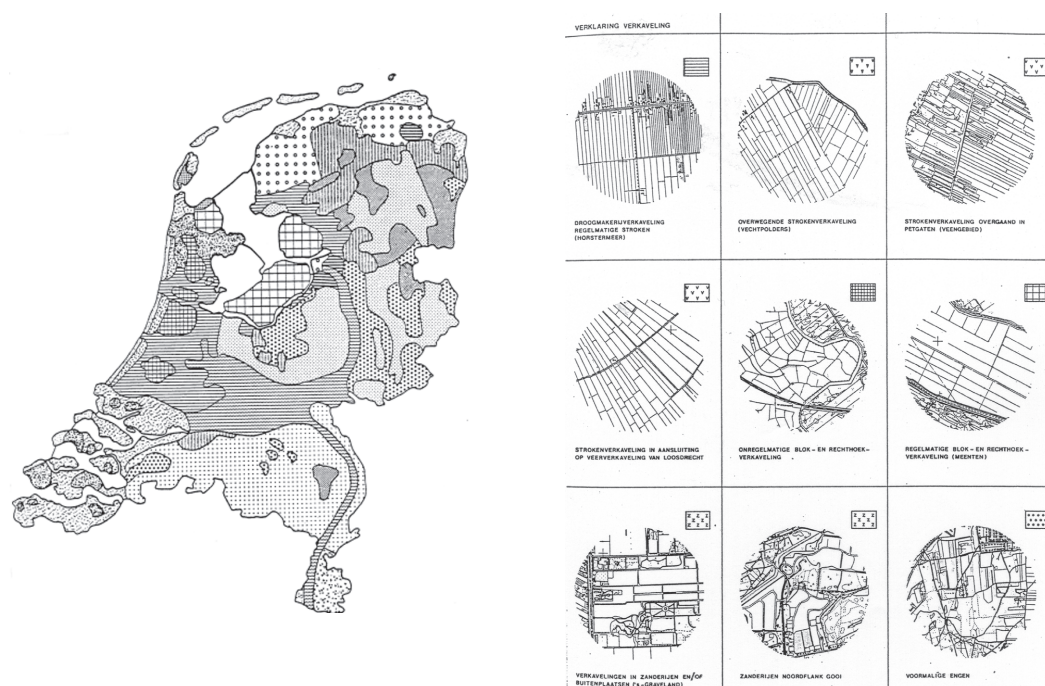 VERKLARING VERKAVELING
DROOGMAKERIJVERKAVELING
REGELMATIGE STROKEN
(HORSTERMEER)
OVERWEGENDE STROKENVERKAVELING
(VECHTPOLDERS)
STROKENVERKAVELING OVERGAAND IN
PETGATEN (VEENGEBIED)
STROKENVERKAVELING IN AANSLUITING
OP VEERVERKAVELING VAN LOOSDRECHT
ONREGELMATIGE BLOK- EN RECHTHOEK-
VERKAVELING
REGELMATIGE BLOK- EN RECHTHOEK-
VERKAVELING (MEENTEN)
VERKAVELINGEN IN ZANDERIJEN EN/OF
BUITENPLAATSEN ('s-GRAVELAND)
ZANDERIJEN NOORDFLANK GOOI
VOORMALIGE ENGEN